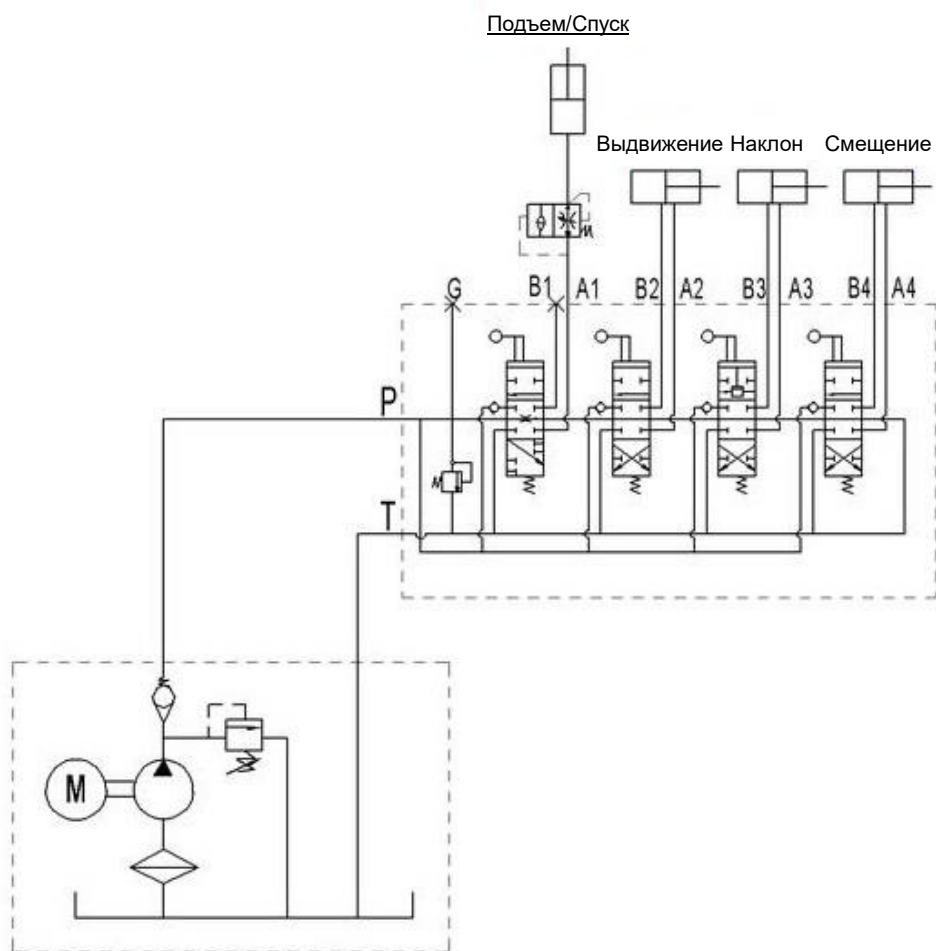 Подъем/Спуск
Выдвижение Наклон Смещение
G B1 A1 B2 A2 B3 A3 B4 A4
P
T
M